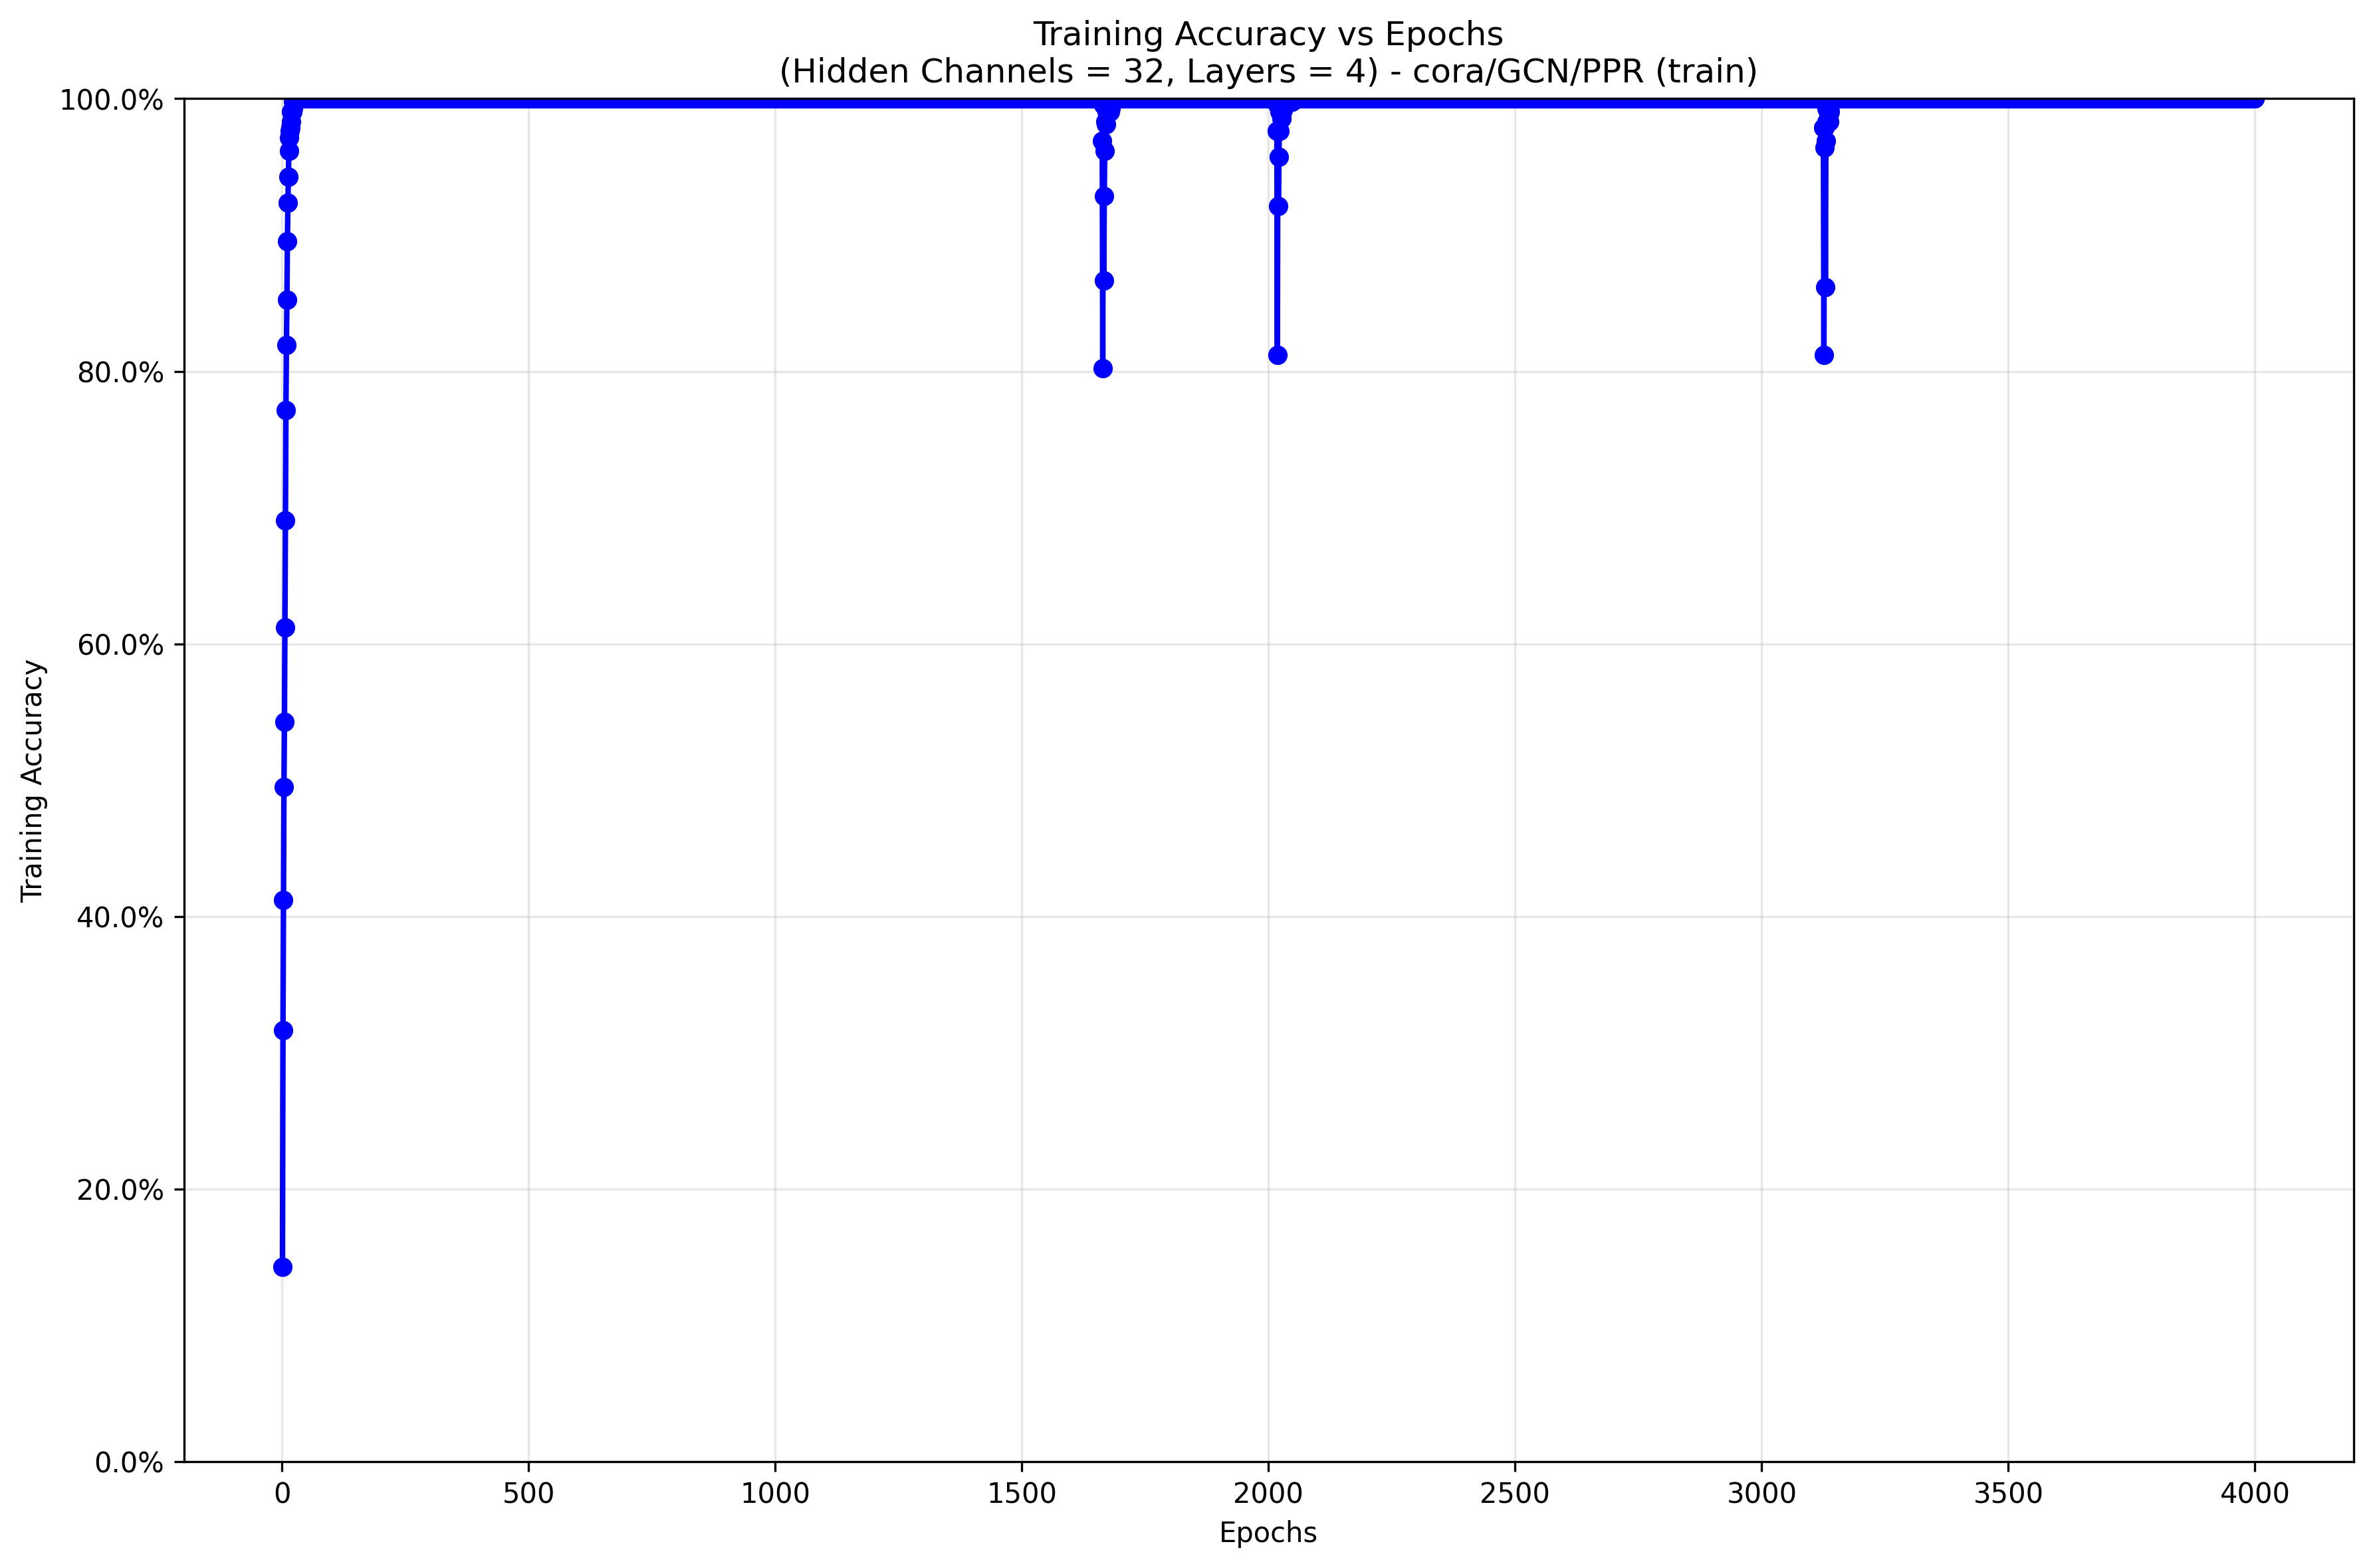 Training Accuracy vs Epochs
(Hidden Channels = 32, Layers = 4) - cora/GCN/PPR (train)
Training Accuracy
100.0%
80.0%
60.0%
40.0%
20.0%
0.0%
0 500 1000 1500 2000 2500 3000 3500 4000
Epochs